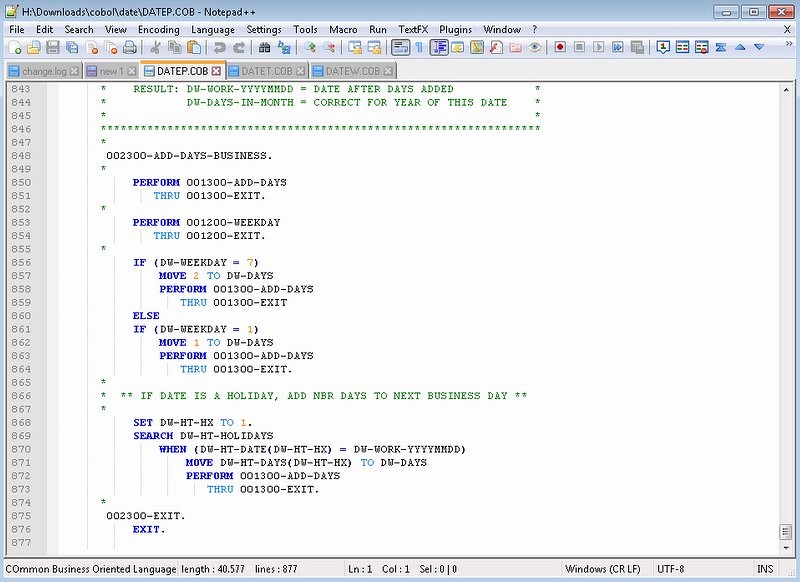 H:\Downloads\cobol\date\DATEP.COB - Notepad++
File Edit Search View Encoding Language Settings Tools Macro Run TextFX Plugins Window ? X
change.log new 1 DATEP.COB DATET.COB DATEW.COB
843 * RESULT: DW-WORK-YYYYMMDD = DATE AFTER DAYS ADDED *
844 * DW-DAYS-IN-MONTH = CORRECT FOR YEAR OF THIS DATE *
845 * *
846 ******************************************************************
847 *
848 002300-ADD-DAYS-BUSINESS.
849 *
850 PERFORM 001300-ADD-DAYS
851 THRU 001300-EXIT.
852 *
853 PERFORM 001200-WEEKDAY
854 THRU 001200-EXIT.
855 *
856 IF (DW-WEEKDAY = 7)
857 MOVE 2 TO DW-DAYS
858 PERFORM 001300-ADD-DAYS
859 THRU 001300-EXIT
860 ELSE
861 IF (DW-WEEKDAY = 1)
862 MOVE 1 TO DW-DAYS
863 PERFORM 001300-ADD-DAYS
864 THRU 001300-EXIT.
865 *
866 * ** IF DATE IS A HOLIDAY, ADD NBR DAYS TO NEXT BUSINESS DAY **
867 *
868 SET DW-HT-HX TO 1.
869 SEARCH DW-HT-HOLIDAYS
870 WHEN (DW-HT-DATE(DW-HT-HX) = DW-WORK-YYYYMMDD)
871 MOVE DW-HT-DAYS(DW-HT-HX) TO DW-DAYS
872 PERFORM 001300-ADD-DAYS
873 THRU 001300-EXIT.
874 *
875 002300-EXIT.
876 EXIT.
877
COmmon Business Oriented Language length : 40.577 lines : 877 Ln : 1 Col : 1 Sel : 0 | 0 Windows (CR LF) UTF-8 INS